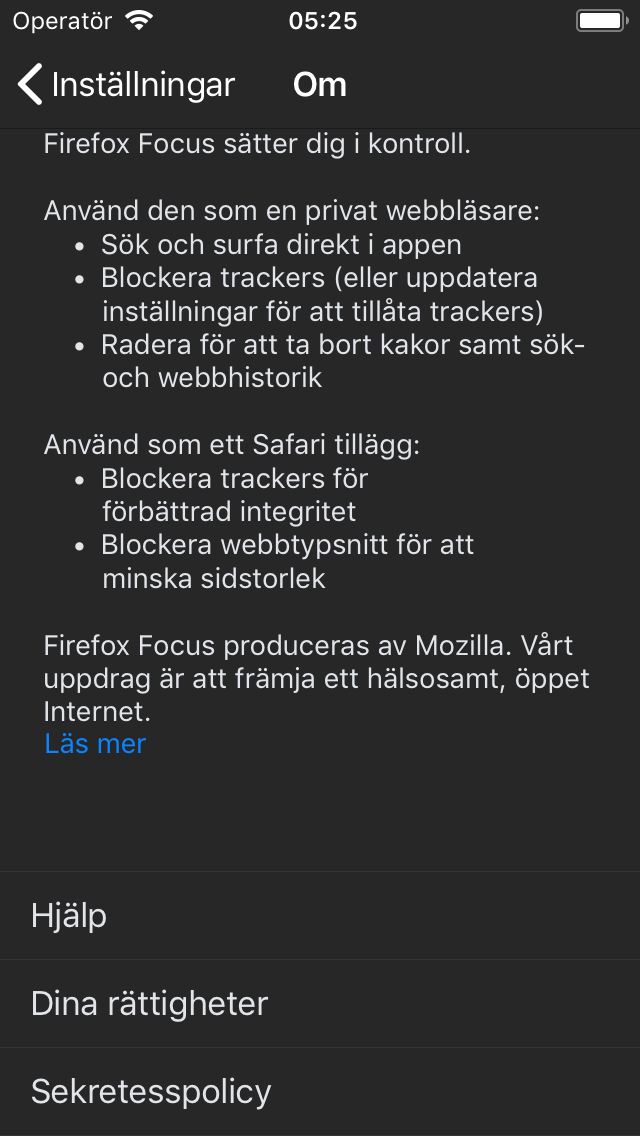 Operatör 05:25
Inställningar Om
Firefox Focus sätter dig i kontroll.
Använd den som en privat webbläsare:
• Sök och surfa direkt i appen
• Blockera trackers (eller uppdatera
inställningar för att tillåta trackers)
• Radera för att ta bort kakor samt sök-
och webbhistorik
Använd som ett Safari tillägg:
• Blockera trackers för
förbättrad integritet
• Blockera webbtypsnitt för att
minska sidstorlek
Firefox Focus produceras av Mozilla. Vårt
uppdrag är att främja ett hälsosamt, öppet
Internet.
Läs mer
Hjälp
Dina rättigheter
Sekretesspolicy